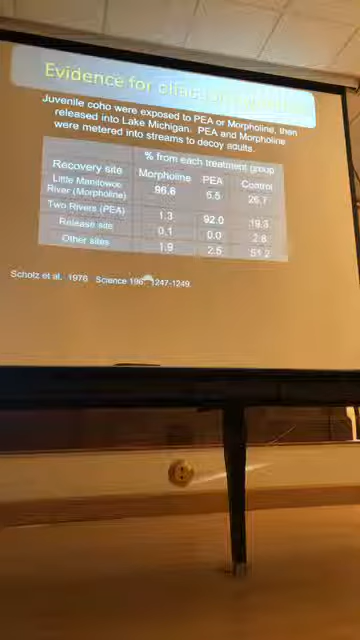 Evidence for
Juvenile coho were exposed to PEA or Morpholine, then
released into Lake Michigan. PEA and Morpholine
were metered into streams to decoy adults.
% from each treatment group
Recovery site Morpholine PEA Control
Little Manitowoc
River (Morpholine) 96.6 5.5 26.7
Two Rivers (PEA) 1.3 92.0 19.3
Release site 0.1 0.0 2.8
Other sites 1.9 2.5 51.2
Scholz et al. 1976 Science 1247-1249